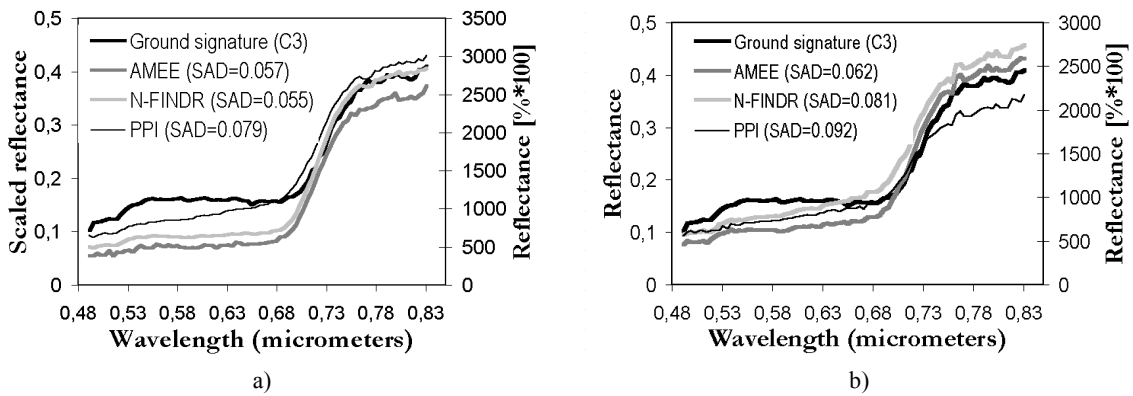 0,5
0,4
0,3
0,2
0,1
0
Scaled reflectance
Ground signature (C3)
AMEE (SAD=0.057)
N-FINDR (SAD=0.055)
PPI (SAD=0.079)
3500
3000
2500
2000
1500
1000
500
0
Reflectance [%*100]
0,48 0,53 0,58 0,63 0,68 0,73 0,78 0,83
Wavelength (micrometers)
a)
0,5
0,4
0,3
0,2
0,1
0
Reflectance
Ground signature (C3)
AMEE (SAD=0.062)
N-FINDR (SAD=0.081)
PPI (SAD=0.092)
3000
2500
2000
1500
1000
500
0
Reflectance [%*100]
0,48 0,53 0,58 0,63 0,68 0,73 0,78 0,83
Wavelength (micrometers)
b)